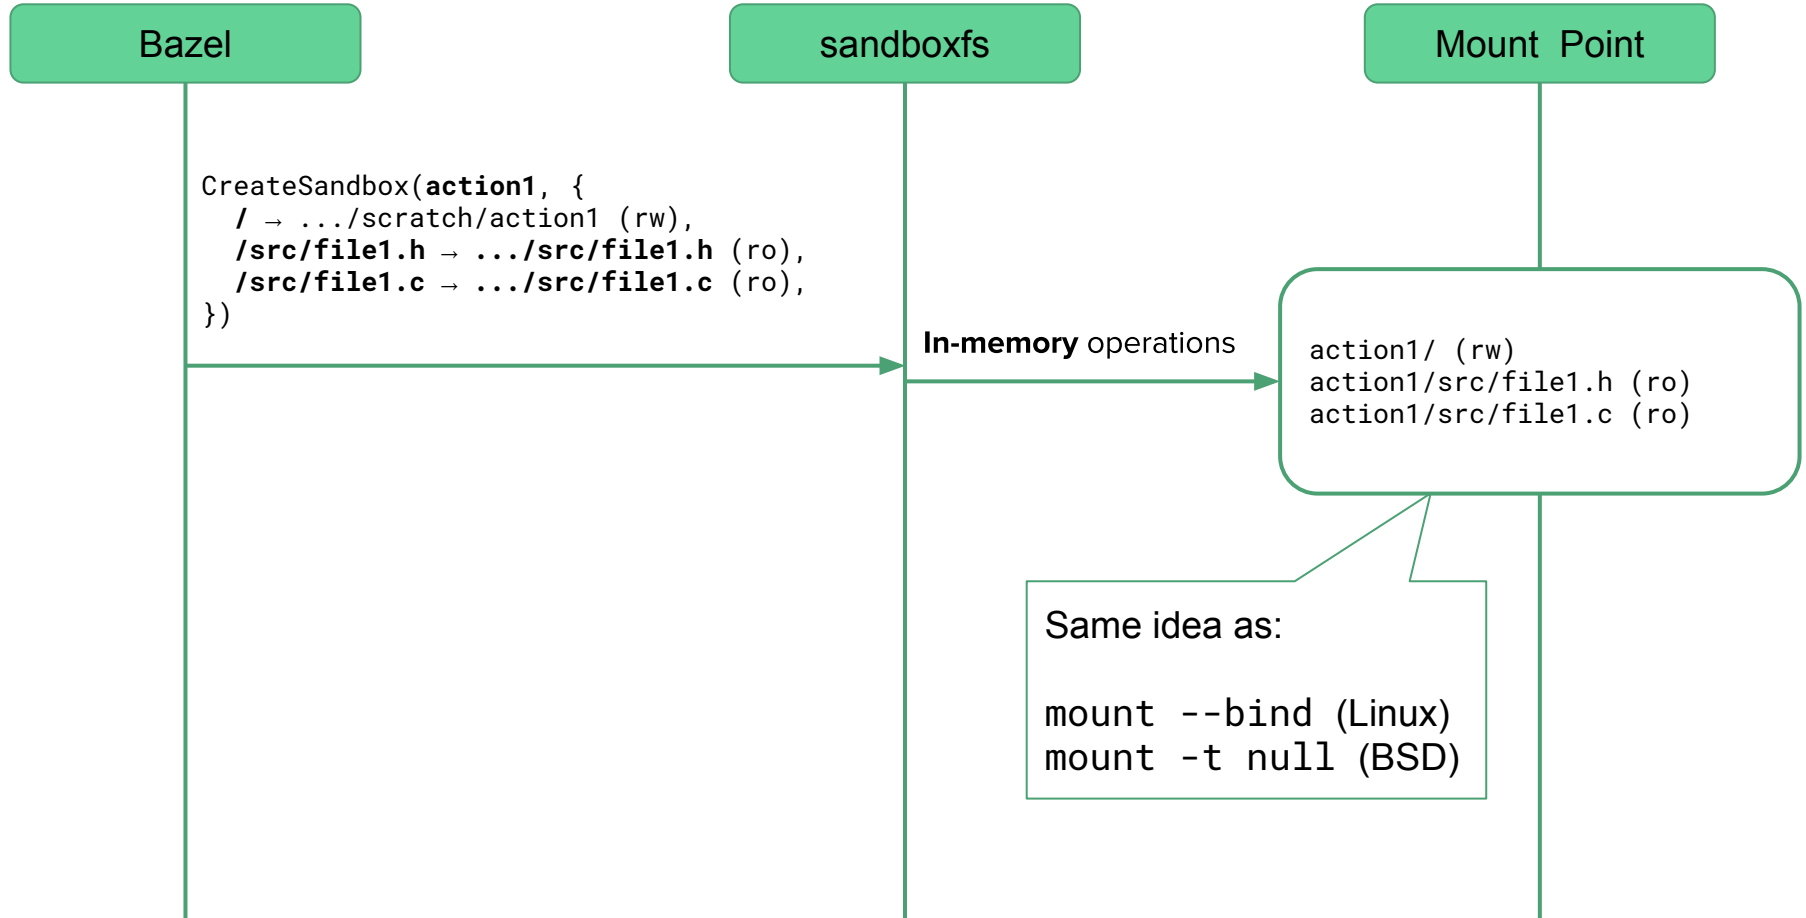 Bazel
sandboxfs
Mount Point
CreateSandbox(action1, {
/ → .../scratch/action1 (rw),
/src/file1.h → .../src/file1.h (ro),
/src/file1.c → .../src/file1.c (ro),
})
In-memory operations
action1/ (rw)
action1/src/file1.h (ro)
action1/src/file1.c (ro)
Same idea as:
mount --bind (Linux)
mount -t null (BSD)